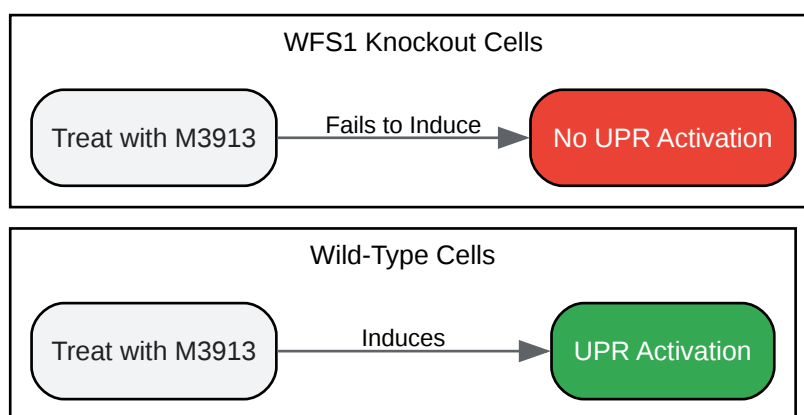 WFS1 Knockout Cells
Treat with M3913
Fails to Induce
No UPR Activation
Wild-Type Cells
Treat with M3913
Induces
UPR Activation